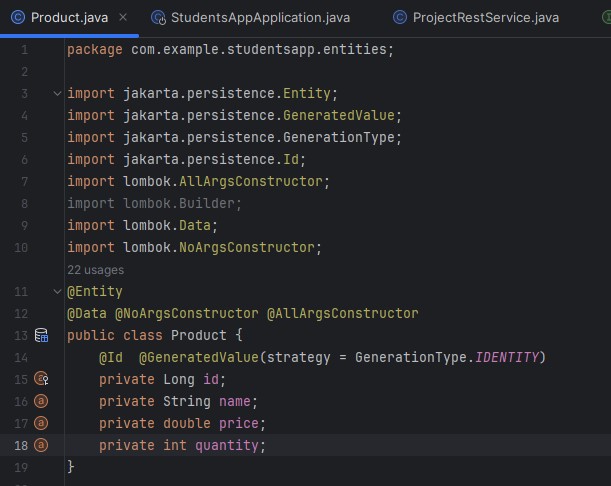 Product.java
StudentsAppApplication.java
ProjectRestService.java
1 package com.example.studentsapp.entities;
2
3 import jakarta.persistence.Entity;
4 import jakarta.persistence.GeneratedValue;
5 import jakarta.persistence.GenerationType;
6 import jakarta.persistence.Id;
7 import lombok.AllArgsConstructor;
8 import lombok.Builder;
9 import lombok.Data;
10 import lombok.NoArgsConstructor;
22 usages
11 @Entity
12 @Data @NoArgsConstructor @AllArgsConstructor
13 public class Product {
14 @Id @GeneratedValue(strategy = GenerationType.IDENTITY)
15 private Long id;
16 private String name;
17 private double price;
18 private int quantity;
19 }